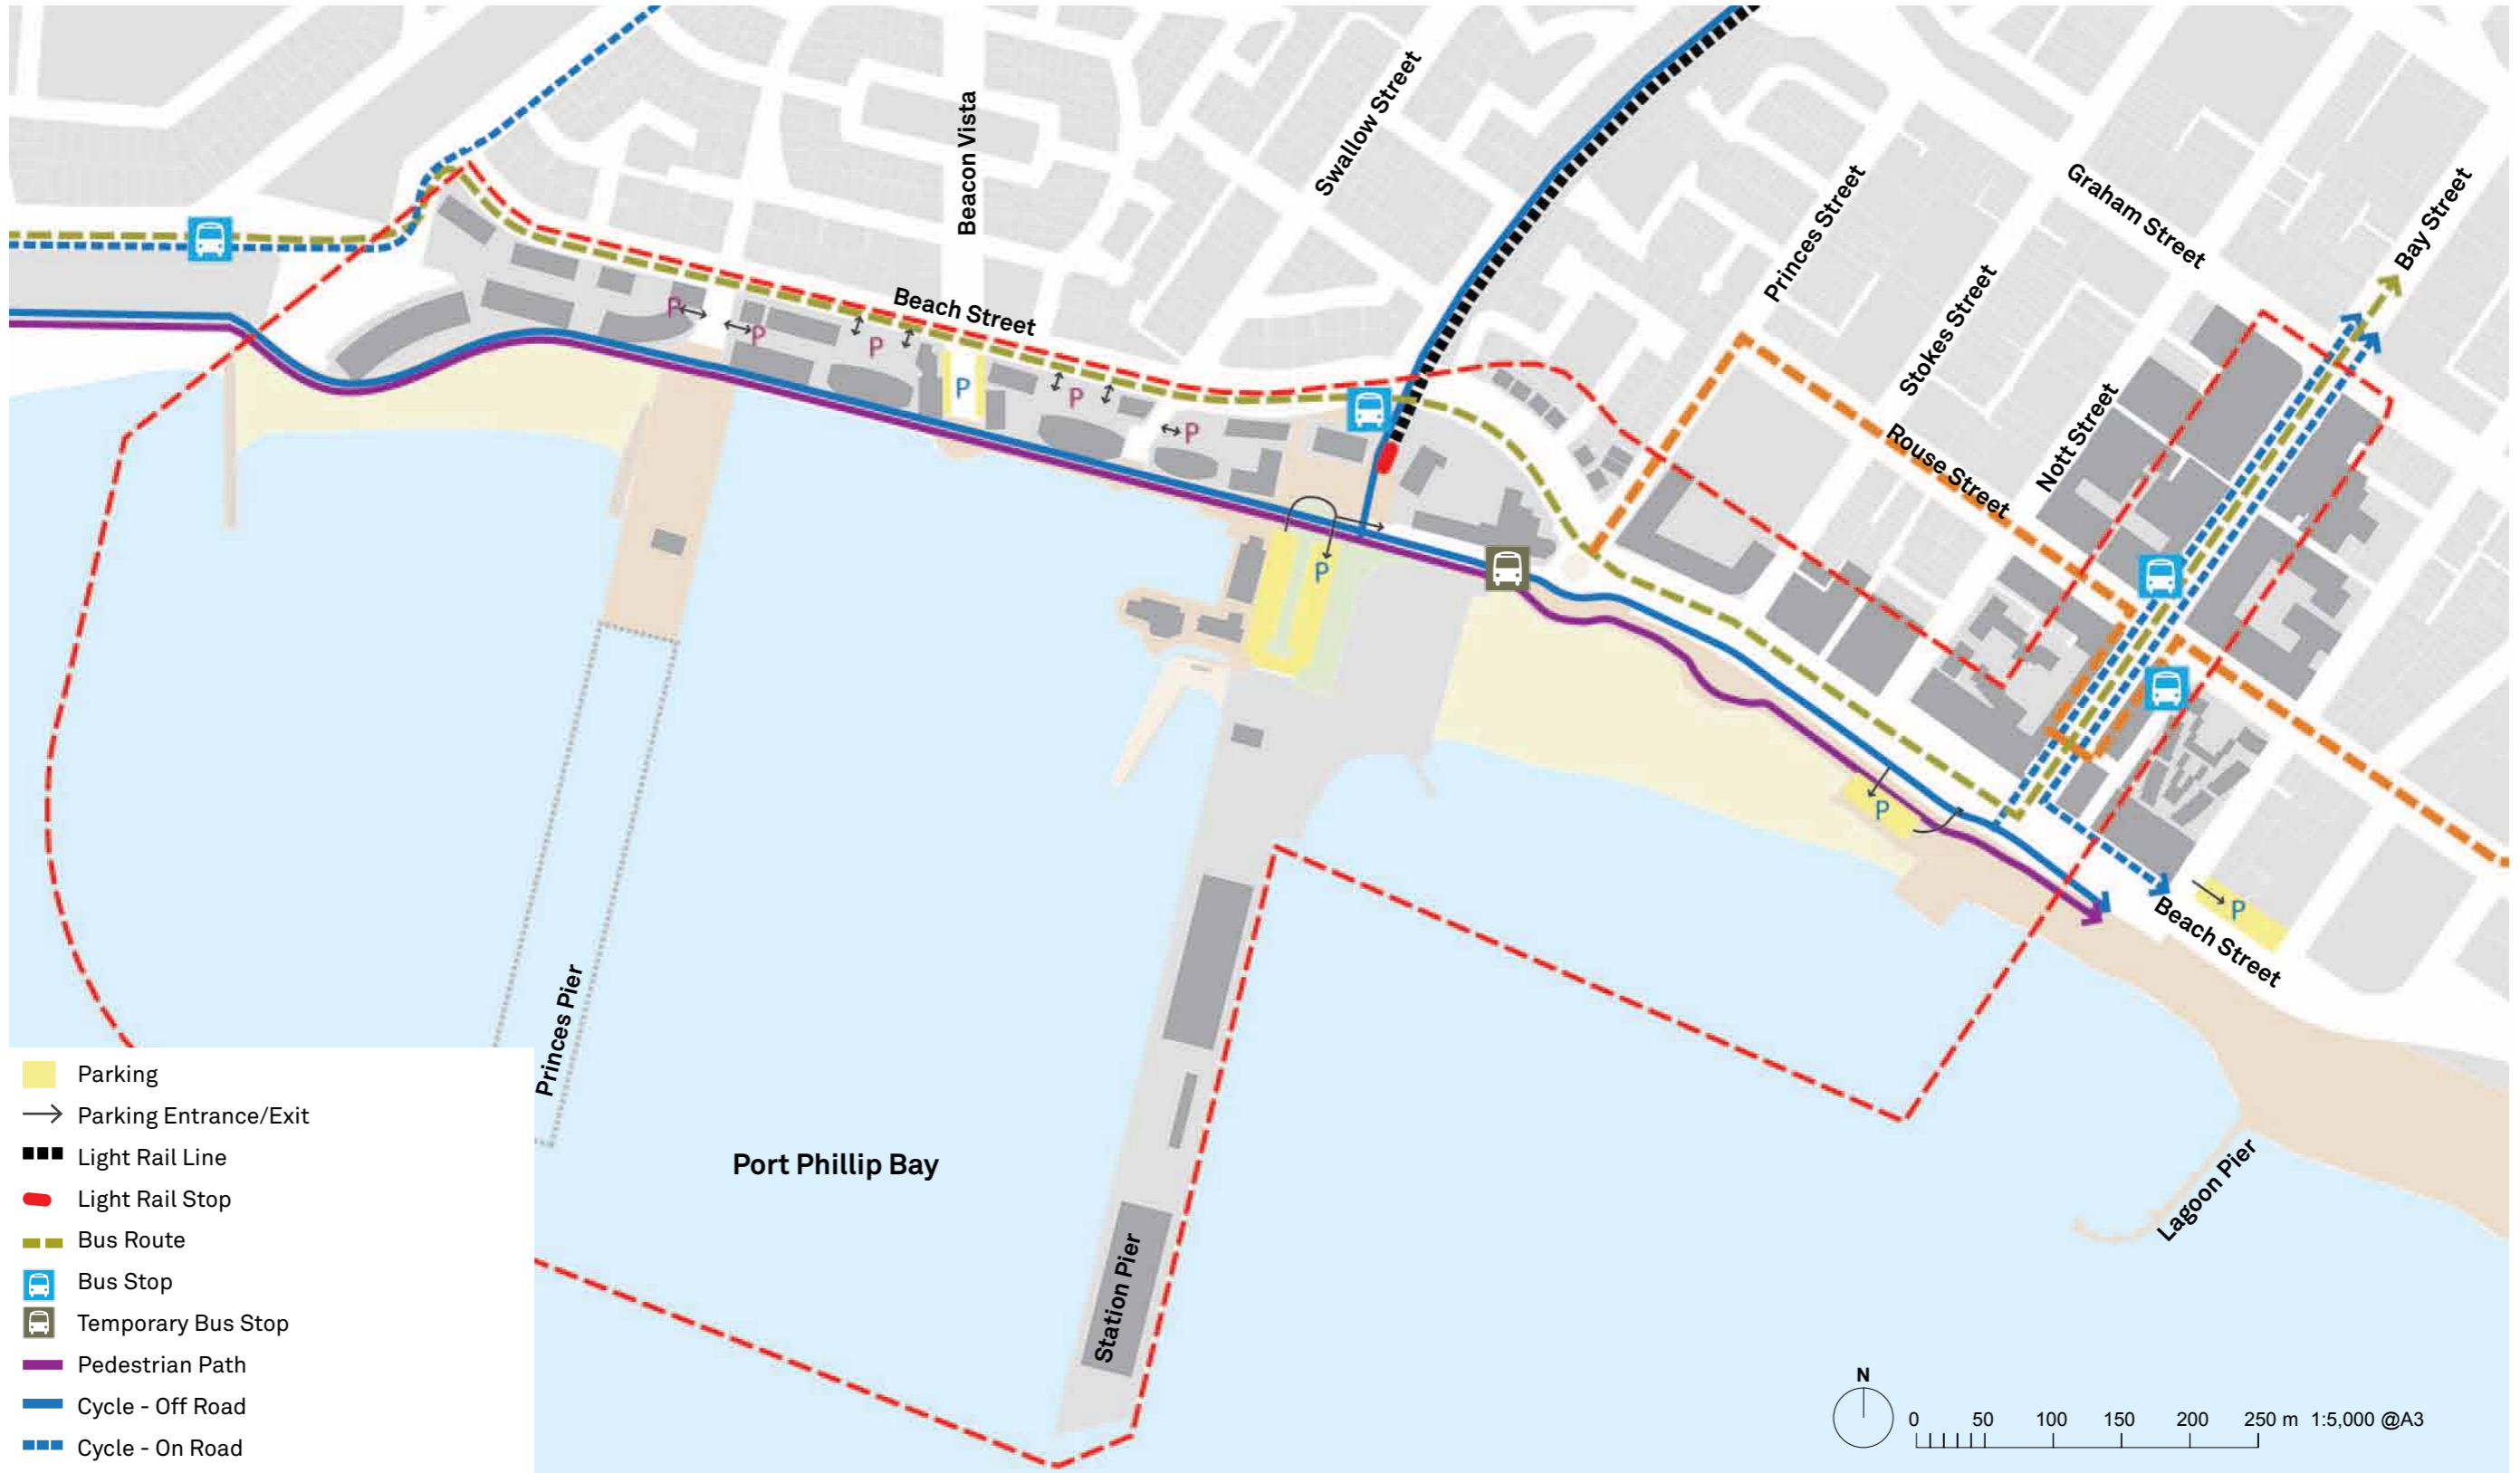 Beacon Vista
Swallow Street
Princes Street
Graham Street
Bay Street
Stokes Street
Beach Street
P
P
P
P
P
P
Nott Street
Rouse Street
P
P
P
Beach Street
Princes Pier
Port Phillip Bay
Station Pier
Lagoon Pier
Parking
Parking Entrance/Exit
Light Rail Line
Light Rail Stop
Bus Route
Bus Stop
Temporary Bus Stop
Pedestrian Path
Cycle - Off Road
Cycle - On Road
N
0 50 100 150 200 250 m 1:5,000 @A3